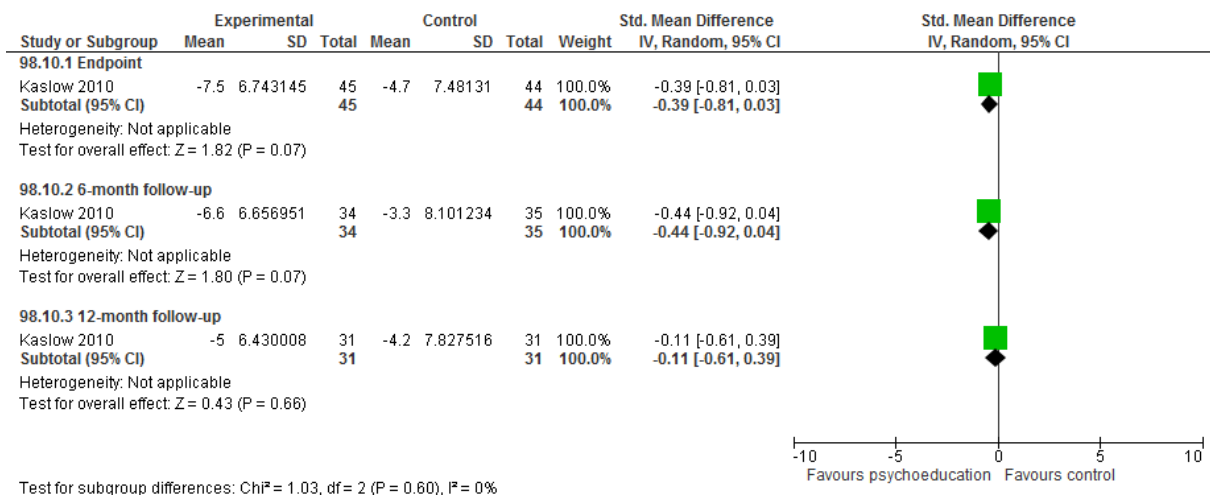 Experimental Control Std. Mean Difference Std. Mean Difference
Study or Subgroup Mean SD Total Mean SD Total Weight IV, Random, 95% CI IV, Random, 95% CI
98.10.1 Endpoint
Kaslow 2010 -7.5 6.743145 45 -4.7 7.48131 44 100.0% -0.39 [-0.81, 0.03]
Subtotal (95% CI) 45 44 100.0% -0.39 [-0.81, 0.03]
Heterogeneity: Not applicable
Test for overall effect: Z = 1.82 (P = 0.07)
98.10.2 6-month follow-up
Kaslow 2010 -6.6 6.656951 34 -3.3 8.101234 35 100.0% -0.44 [-0.92, 0.04]
Subtotal (95% CI) 34 35 100.0% -0.44 [-0.92, 0.04]
Heterogeneity: Not applicable
Test for overall effect: Z = 1.80 (P = 0.07)
98.10.3 12-month follow-up
Kaslow 2010 -5 6.430008 31 -4.2 7.827516 31 100.0% -0.11 [-0.61, 0.39]
Subtotal (95% CI) 31 31 100.0% -0.11 [-0.61, 0.39]
Heterogeneity: Not applicable
Test for overall effect: Z = 0.43 (P = 0.66)
-10 -5 0 5 10
Favours psychoeducation Favours control
Test for subgroup differences: Chi² = 1.03, df = 2 (P = 0.60), I² = 0%